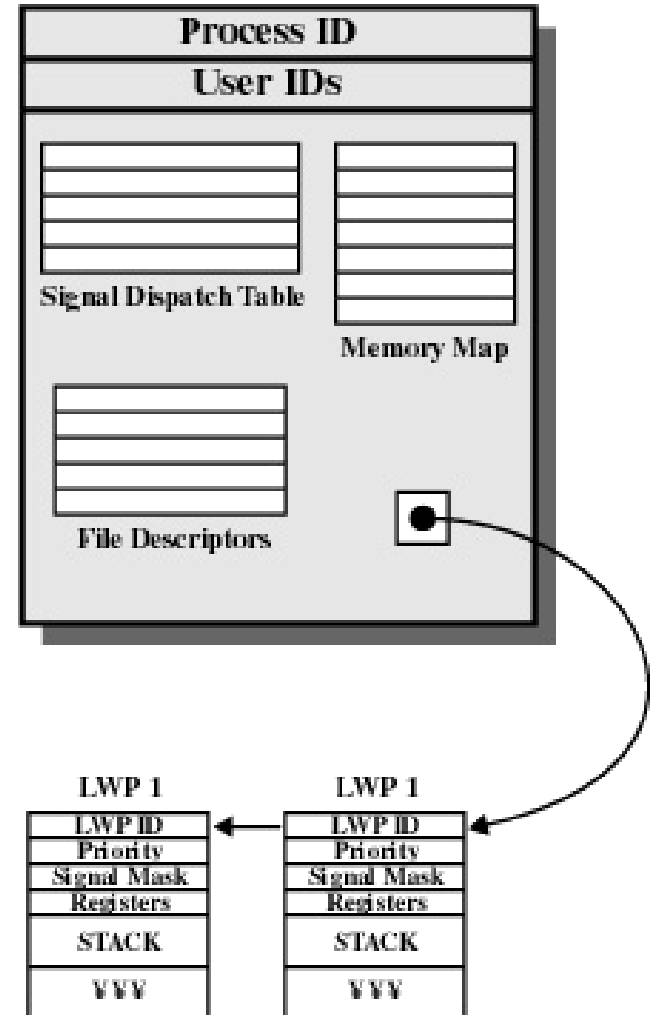 Process ID
User IDs
Signal Dispatch Table
Memory Map
File Descriptors
LWP 1
LWP ID
Priority
Signal Mask
Registers
STACK
¥¥¥
LWP 1
LWP ID
Priority
Signal Mask
Registers
STACK
¥¥¥